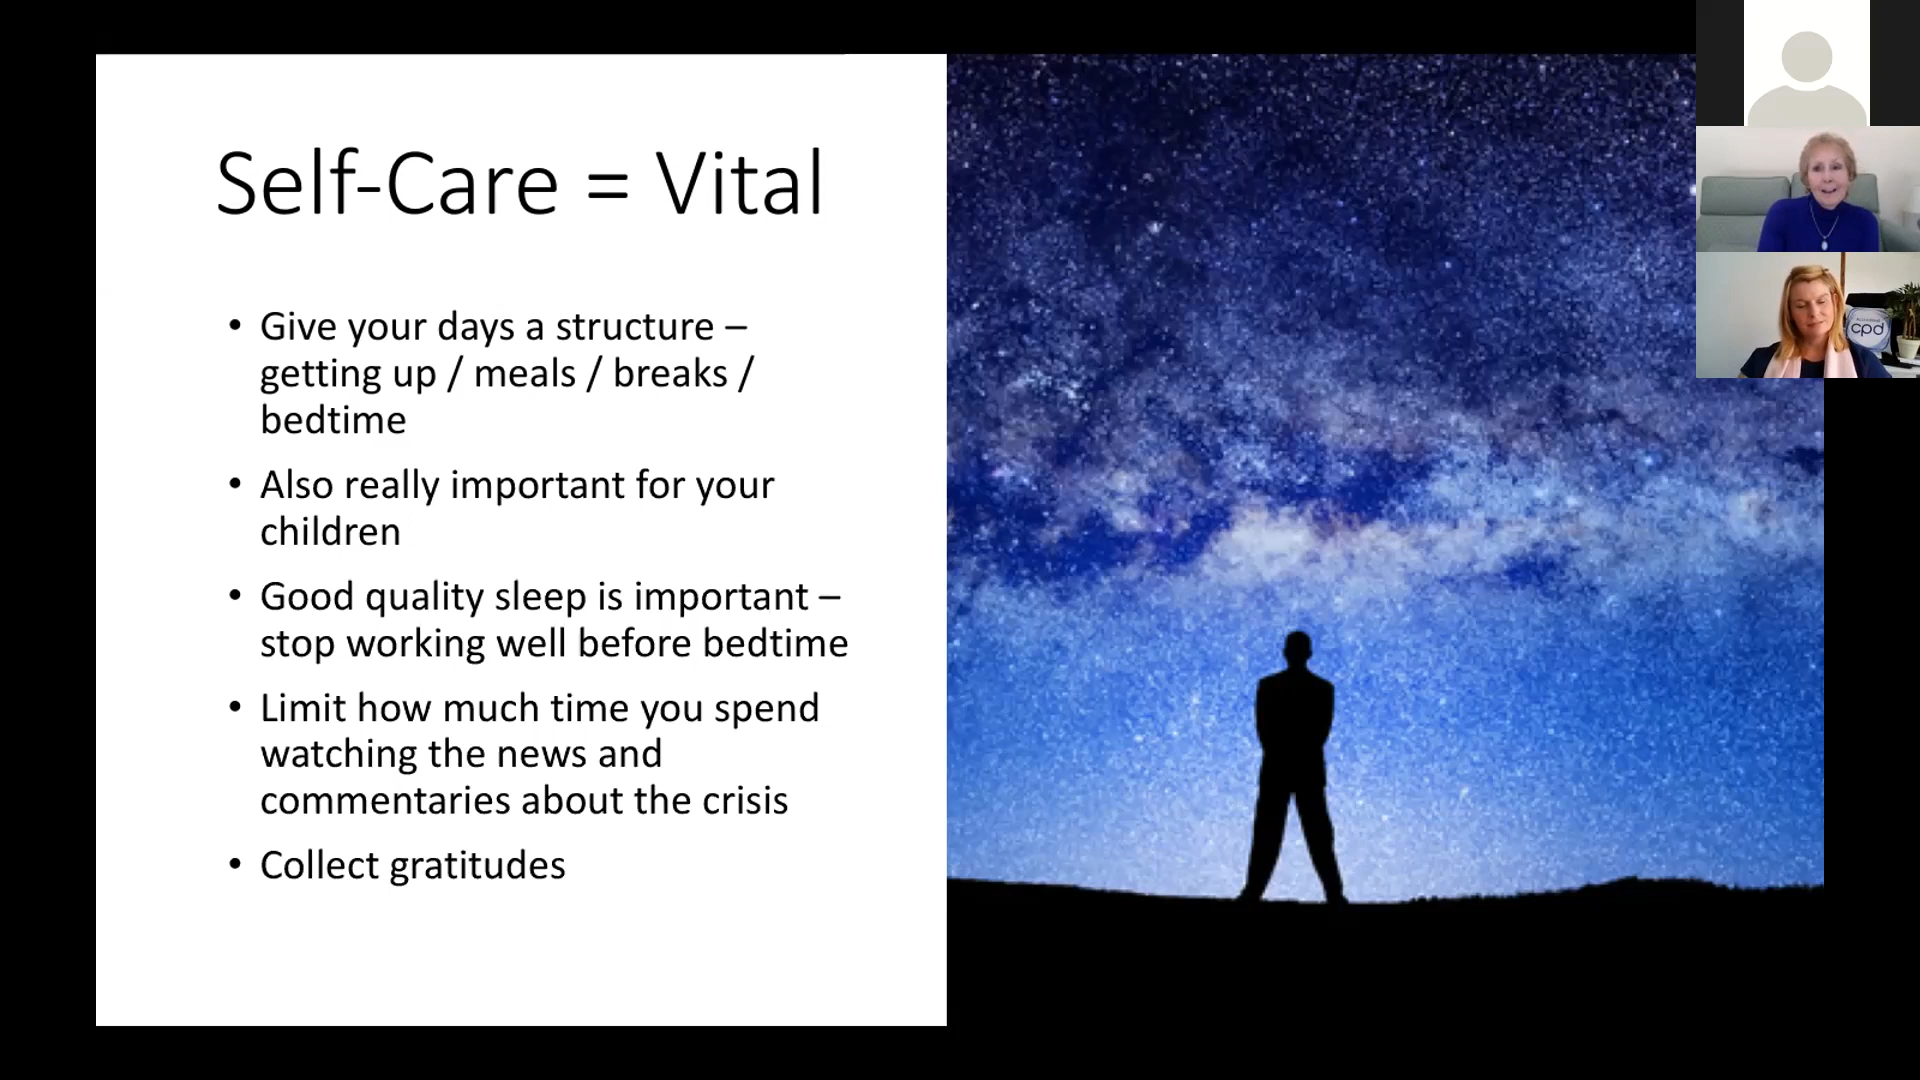 Self-Care = Vital
• Give your days a structure –
getting up / meals / breaks /
bedtime
• Also really important for your
children
• Good quality sleep is important –
stop working well before bedtime
• Limit how much time you spend
watching the news and
commentaries about the crisis
• Collect gratitudes
cpd